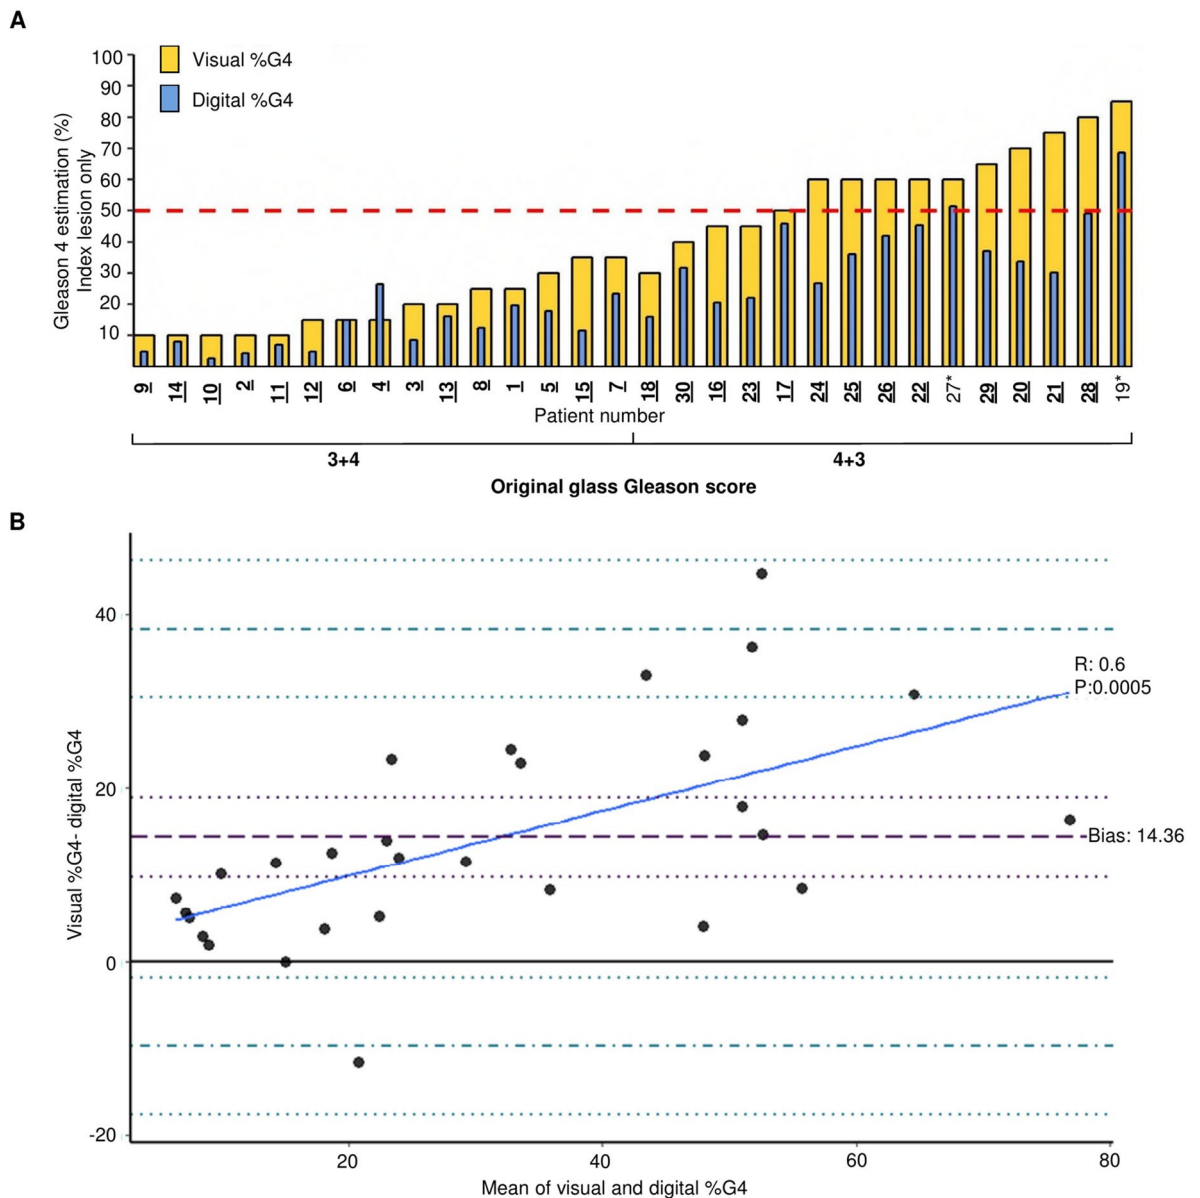 A
Gleason 4 estimation (%)
Index lesion only
100
90
80
70
60
50
40
30
20
10
Visual %G4
Digital %G4
9 14 10 2 11 12 6 4 3 13 8 1 5 15 7 18 30 16 23 17 24 25 26 22 27* 29 20 21 28 19*
Patient number
3+4 4+3
Original glass Gleason score
B
Visual %G4- digital %G4
40
20
0
-20
R: 0.6
P:0.0005
Bias: 14.36
20 40 60 80
Mean of visual and digital %G4